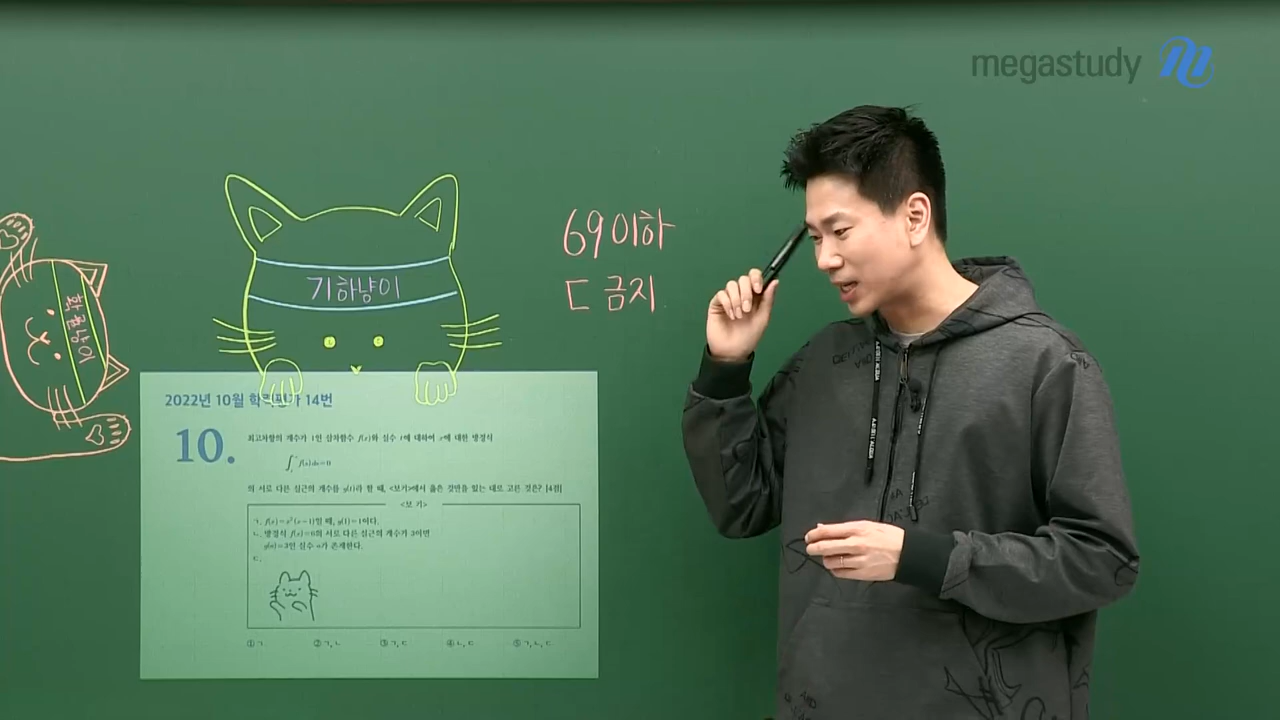 megastudy
69이하
ㄷ 금지
기하냥이
확률냥이
2022년 10월 학력평가 14번
10.
최고차항의 계수가 1인 삼차함수 f(x)와 실수 t에 대하여 x에 대한 방정식
의 서로 다른 실근의 개수를 g(t)라 할 때, <보기>에서 옳은 것만을 있는 대로 고른 것은? [4점]
<보 기>
ㄱ. f(x)=x²(x-1)일 때, g(1)=1이다.
ㄴ. 방정식 f(x)=0의 서로 다른 실근의 개수가 3이면
g(a)=3인 실수 a가 존재한다.
ㄷ.
① ㄱ ② ㄱ, ㄴ ③ ㄱ, ㄷ ④ ㄴ, ㄷ ⑤ ㄱ, ㄴ, ㄷ